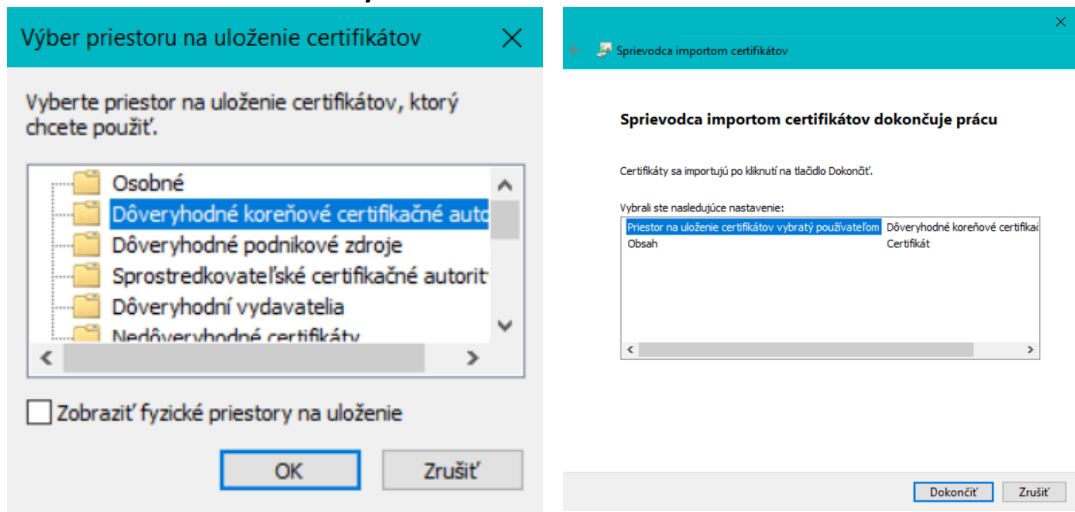 Výber priestoru na uloženie certifikátov
Vyberte priestor na uloženie certifikátov, ktorý
chcete použiť.
Osobné
Dôveryhodné koreňové certifikačné auto
Dôveryhodné podnikové zdroje
Sprostredkovateľské certifikačné autorit
Dôveryhodní vydavatelia
Nedôveryhodné certifikáty
Zobraziť fyzické priestory na uloženie
OK
Zrušiť
Sprievodca importom certifikátov
Sprievodca importom certifikátov dokončuje prácu
Certifikáty sa importujú po kliknutí na tlačidlo Dokončiť.
Vybrali ste nasledujúce nastavenie:
Priestor na uloženie certifikátov vybratý používateľom Dôveryhodné koreňové certifikač
Obsah Certifikát
Dokončiť
Zrušiť